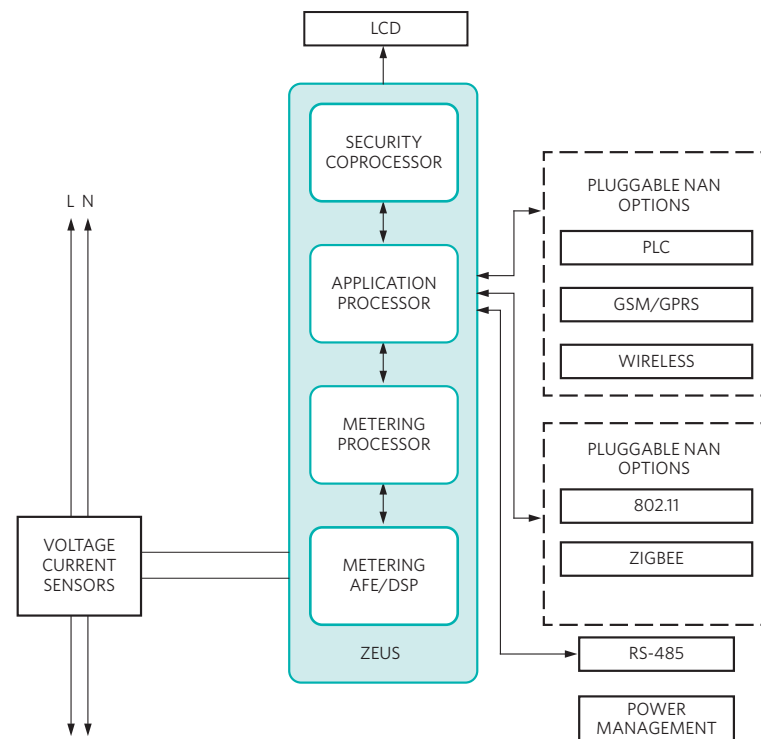 LCD
SECURITY
COPROCESSOR
APPLICATION
PROCESSOR
METERING
PROCESSOR
METERING
AFE/DSP
ZEUS
L N
VOLTAGE
CURRENT
SENSORS
PLUGGABLE NAN
OPTIONS
PLC
GSM/GPRS
WIRELESS
PLUGGABLE NAN
OPTIONS
802.11
ZIGBEE
RS-485
POWER
MANAGEMENT